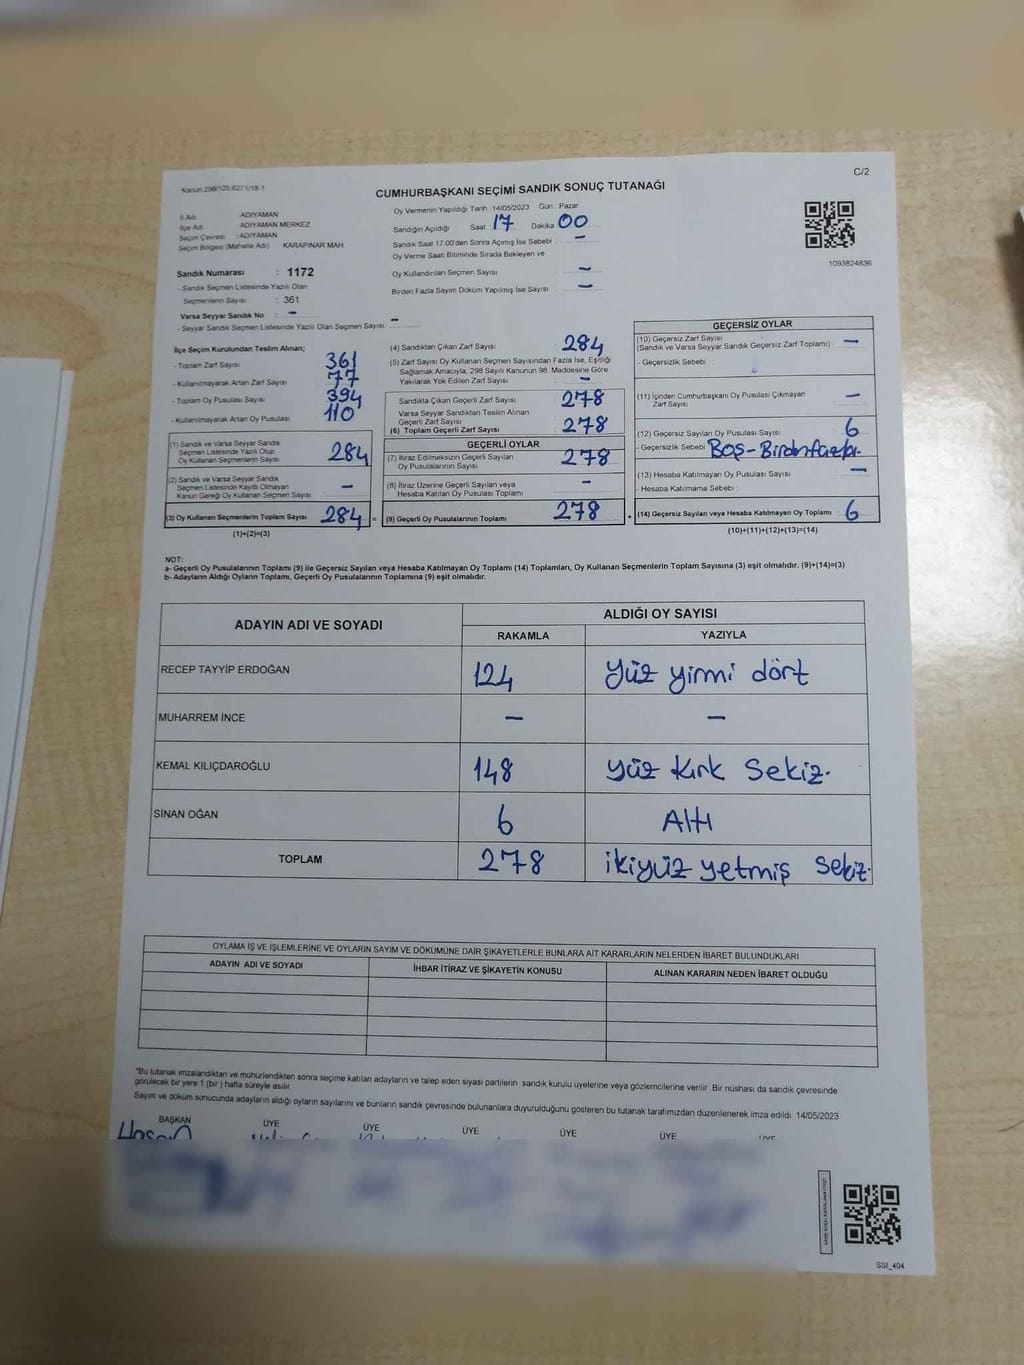 Kanun:298/105,6271/18-1
C/2
CUMHURBAŞKANI SEÇİMİ SANDIK SONUÇ TUTANAĞI
İl Adı : ADIYAMAN
İlçe Adı : ADIYAMAN MERKEZ
Seçim Çevresi : ADIYAMAN
Seçim Bölgesi (Mahalle Adı) : KARAPINAR MAH.
Oy Vermenin Yapıldığı Tarih :14/05/2023 Gün : Pazar
Sandığın Açıldığı Saat : 17 Dakika : 00
Sandık Saat 17:00'den Sonra Açımış İse Sebebi : –
Oy Verme Saati Bitiminde Sırada Bekleyen ve
Oy Kullandırılan Seçmen Sayısı : –
Birden Fazla Sayım Döküm Yapılmış İse Sayısı : –
1093824836
Sandık Numarası : 1172
- Sandık Seçmen Listesinde Yazılı Olan
Seçmenlerin Sayısı : 361
Varsa Seyyar Sandık No : –
- Seyyar Sandık Seçmen Listesinde Yazılı Olan Seçmen Sayısı : –
İlçe Seçim Kurulundan Teslim Alınan;
- Toplam Zarf Sayısı : 361
- Kullanılmayarak Artan Zarf Sayısı : 77
- Toplam Oy Pusulası Sayısı : 394
- Kullanılmayarak Artan Oy Pusulası : 110
(1) Sandık ve Varsa Seyyar Sandık
Seçmen Listesinde Yazılı Olup
Oy Kullanan Seçmenlerin Sayısı : 284
(2) Sandık ve Varsa Seyyar Sandık
Seçmen Listesinde Kayıtlı Olmayan
Kanun Gereği Oy Kullanan Seçmen Sayısı : –
(3) Oy Kullanan Seçmenlerin Toplam Sayısı : 284 =
(1)+(2)=(3)
(4) Sandıktan Çıkan Zarf Sayısı : 284
(5) Zarf Sayısı Oy Kullanan Seçmen Sayısından Fazla İse, Eşitliği
Sağlamak Amacıyla; 298 Sayılı Kanunun 98. Maddesine Göre
Yakılarak Yok Edilen Zarf Sayısı : –
Sandıkta Çıkan Geçerli Zarf Sayısı : 278
Varsa Seyyar Sandıktan Teslim Alınan
Geçerli Zarf Sayısı :
(6) Toplam Geçerli Zarf Sayısı : 278
GEÇERLİ OYLAR
(7) İtiraz Edilmeksizin Geçerli Sayılan
Oy Pusulalarının Sayısı : 278
(8) İtiraz Üzerine Geçerli Sayılan veya
Hesaba Katılan Oy Pusulası Toplamı : –
(9) Geçerli Oy Pusulalarının Toplamı : 278 +
GEÇERSİZ OYLAR
(10) Geçersiz Zarf Sayısı
(Sandık ve Varsa Seyyar Sandık Geçersiz Zarf Toplamı) : –
- Geçersizlik Sebebi :
(11) İçinden Cumhurbaşkanı Oy Pusulası Çıkmayan
Zarf Sayısı : –
(12) Geçersiz Sayılan Oy Pusulası Sayısı : 6
- Geçersizlik Sebebi : Boş-Birden fazla.
(13) Hesaba Katılmayan Oy Pusulası Sayısı : –
- Hesaba Katılmama Sebebi :
(14) Geçersiz Sayılan veya Hesaba Katılmayan Oy Toplamı : 6
(10)+(11)+(12)+(13)=(14)
NOT:
a- Geçerli Oy Pusulalarının Toplamı (9) ile Geçersiz Sayılan veya Hesaba Katılmayan Oy Toplamı (14) Toplamları, Oy Kullanan Seçmenlerin Toplam Sayısına (3) eşit olmalıdır. (9)+(14)=(3)
b- Adayların Aldığı Oyların Toplamı, Geçerli Oy Pusulalarının Toplamına (9) eşit olmalıdır.
ADAYIN ADI VE SOYADI
ALDIĞI OY SAYISI
RAKAMLA YAZIYLA
RECEP TAYYİP ERDOĞAN 124 Yüz yirmi dört
MUHARREM İNCE – –
KEMAL KILIÇDAROĞLU 148 yüz kırk sekiz.
SİNAN OĞAN 6 Altı
TOPLAM 278 ikiyüz yetmiş sekiz.
OYLAMA İŞ VE İŞLEMLERİNE VE OYLARIN SAYIM VE DÖKÜMÜNE DAİR ŞİKAYETLERLE BUNLARA AİT KARARLARIN NELERDEN İBARET BULUNDUKLARI
ADAYIN ADI VE SOYADI İHBAR İTİRAZ VE ŞİKAYETİN KONUSU ALINAN KARARIN NEDEN İBARET OLDUĞU
*Bu tutanak imzalandıktan ve mühürlendikten sonra seçime katılan adayların ve talep eden siyasi partilerin sandık kurulu üyelerine veya gözlemcilerine verilir. Bir nüshası da sandık çevresinde
görülecek bir yere 1 (bir ) hafta süreyle asılır.
Sayım ve döküm sonucunda adayların aldığı oyların sayılarını ve bunların sandık çevresinde bulunanlara duyurulduğunu gösteren bu tutanak tarafımızdan düzenlenerek imza edildi. 14/05/2023
BAŞKAN ÜYE ÜYE ÜYE ÜYE ÜYE ÜYE
Hasan
SSI_404